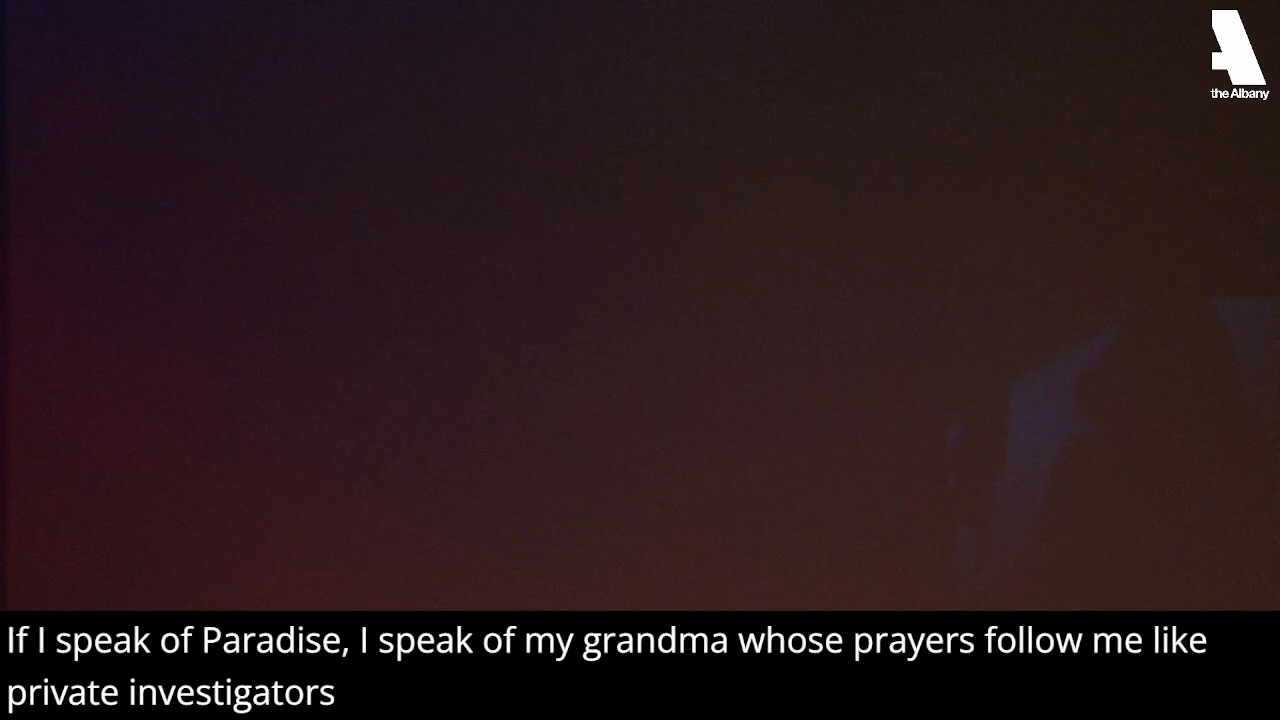 the Albany
If I speak of Paradise, I speak of my grandma whose prayers follow me like
private investigators